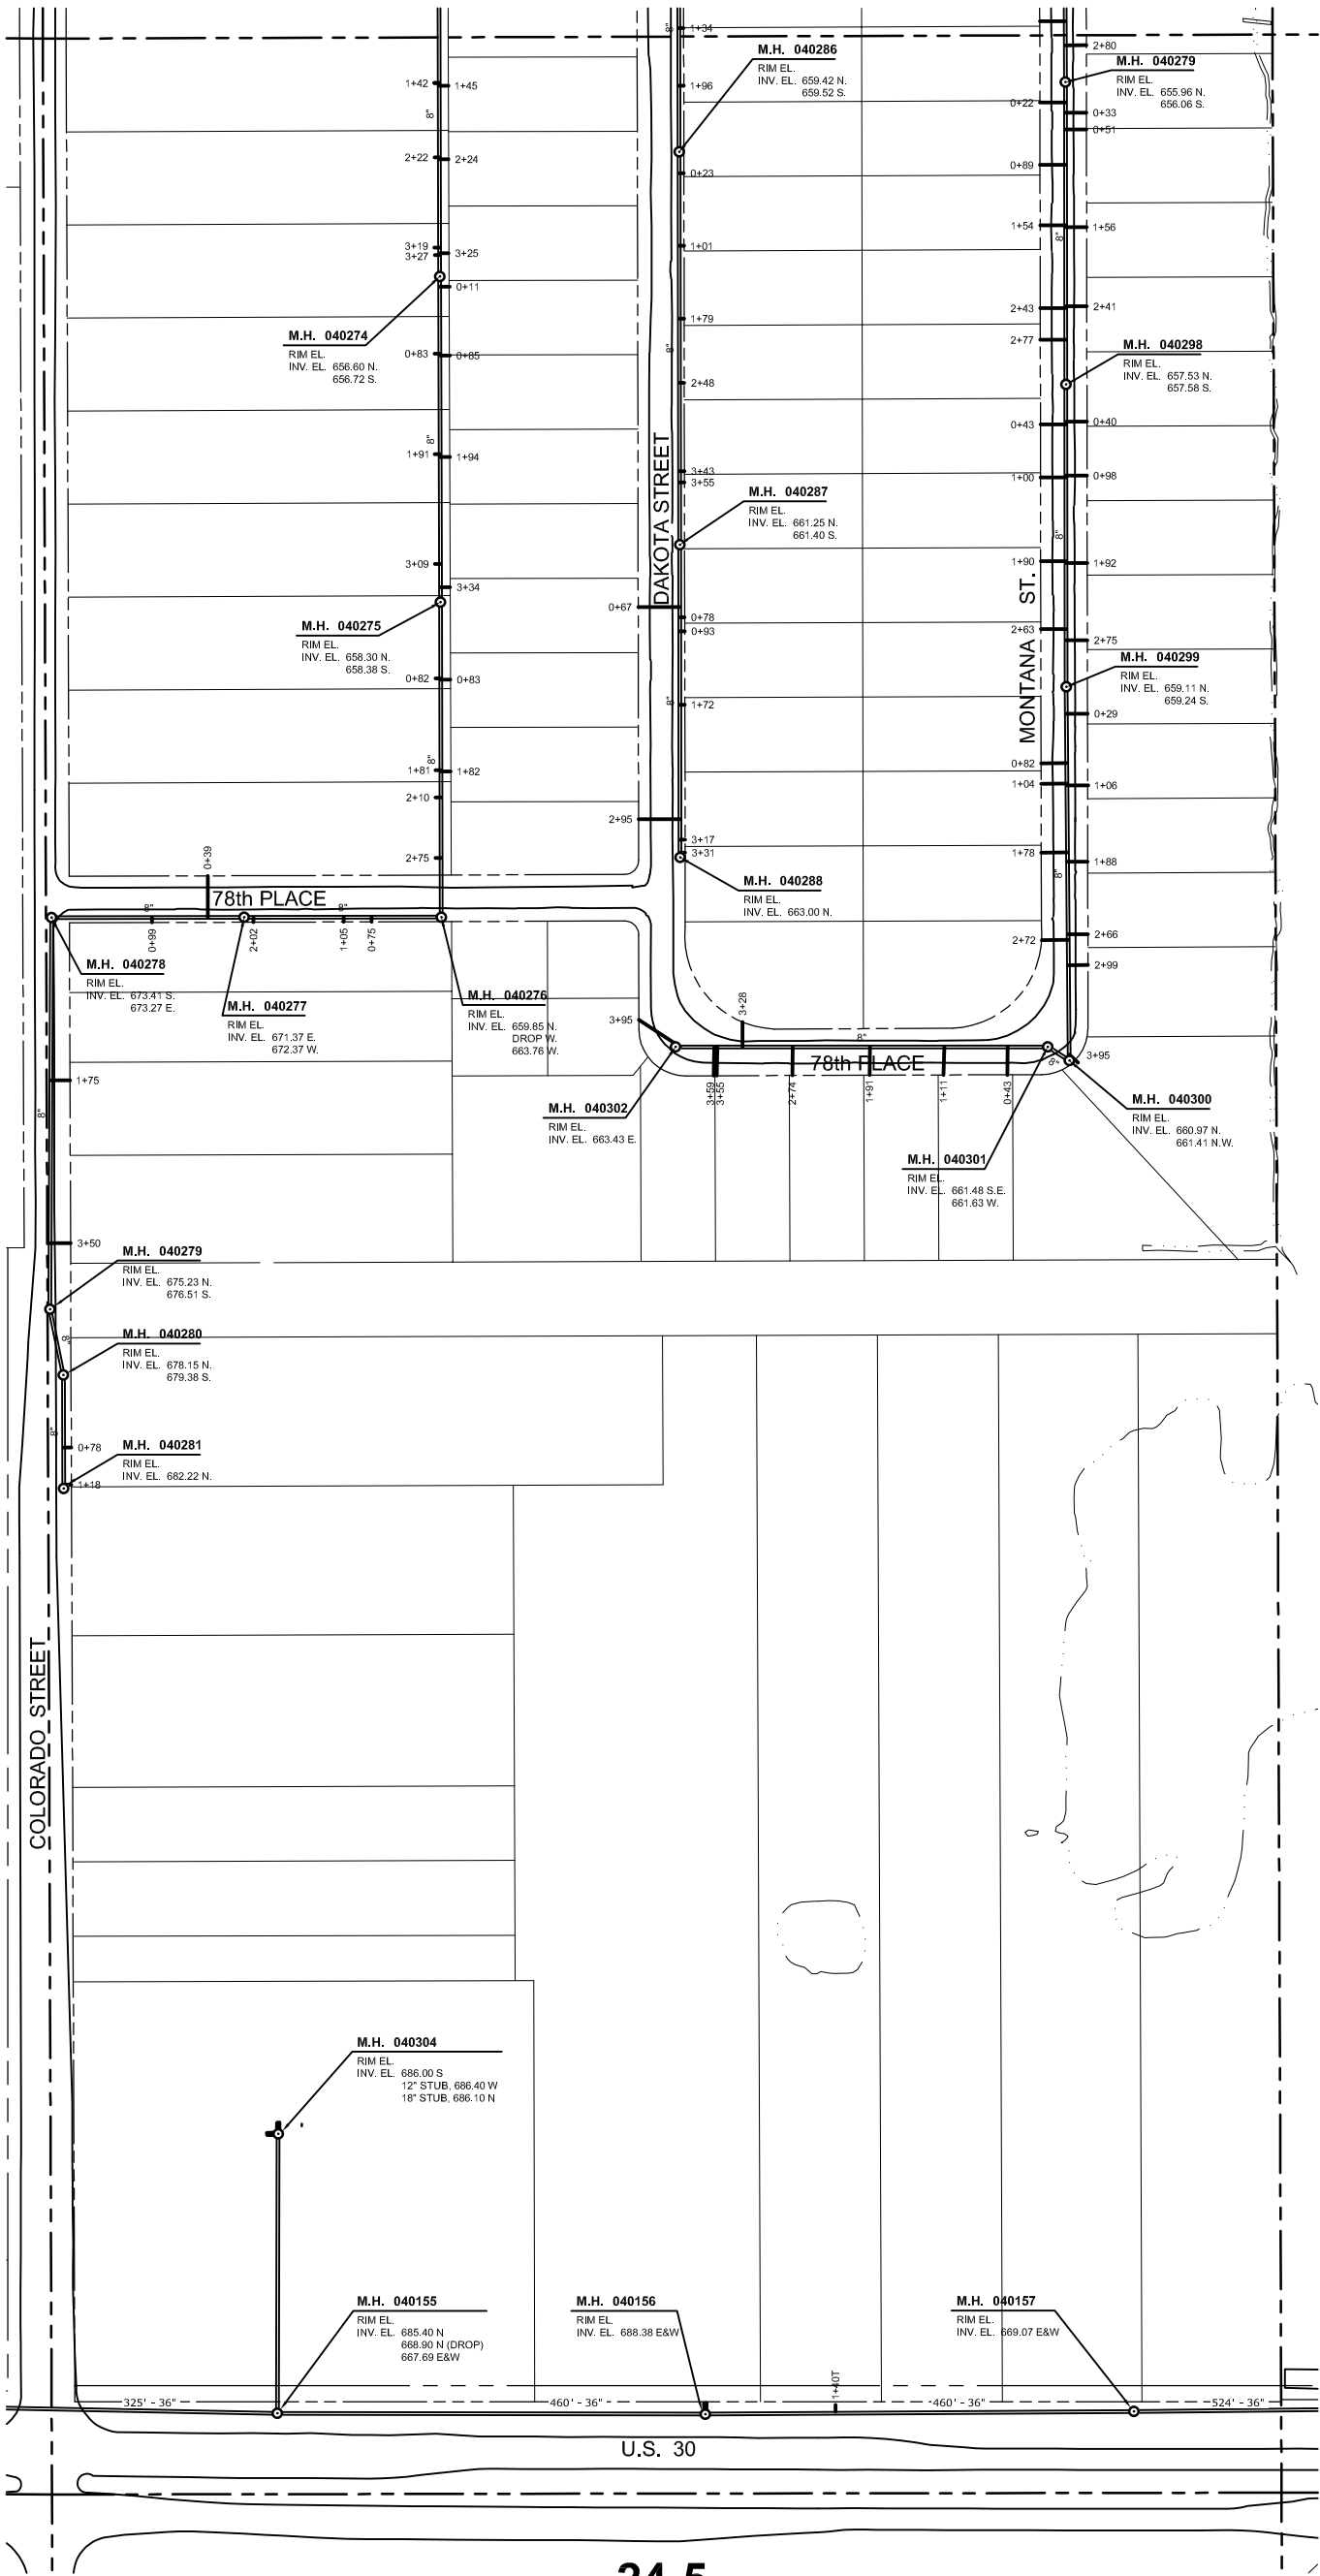 1+34
8"
M.H. 040286
RIM EL.
INV. EL. 659.42 N.
659.52 S.
2+80
M.H. 040279
RIM EL.
INV. EL. 655.96 N.
656.06 S.
1+42
1+45
8"
1+96
0+22
0+33
0+51
2+22
2+24
0+23
0+89
3+19
3+27
3+25
1+01
1+54
8"
1+56
0+11
M.H. 040274
RIM EL.
INV. EL. 656.60 N.
656.72 S.
1+79
2+43
2+41
8"
2+77
M.H. 040298
RIM EL.
INV. EL. 657.53 N.
657.58 S.
0+83
0+85
2+48
0+43
0+40
8"
1+91
1+94
3+43
3+55
1+00
0+98
M.H. 040287
RIM EL.
INV. EL. 661.25 N.
661.40 S.
DAKOTA STREET
8"
3+09
3+34
1+90
1+92
MONTANA ST.
0+67
0+78
0+93
M.H. 040275
RIM EL.
INV. EL. 658.30 N.
658.38 S.
2+63
2+75
M.H. 040299
RIM EL.
INV. EL. 659.11 N.
659.24 S.
0+82
0+83
8"
1+72
0+29
8"
1+81
1+82
0+82
1+04
1+06
2+10
2+95
3+17
3+31
2+75
0+39
1+78
1+88
8"
M.H. 040288
RIM EL.
INV. EL. 663.00 N.
78th PLACE
8"
8"
0+99
2+02
1+05
0+75
2+72
2+66
2+99
M.H. 040278
RIM EL.
INV. EL. 673.41 S.
673.27 E.
M.H. 040277
RIM EL.
INV. EL. 671.37 E.
672.37 W.
M.H. 040276
RIM EL.
INV. EL. 659.85 N.
DROP W.
663.76 W.
3+95
3+28
8"
78th PLACE
8"
3+95
1+75
8"
3+59
3+55
2+74
1+91
1+11
0+43
M.H. 040302
RIM EL.
INV. EL. 663.43 E.
M.H. 040300
RIM EL.
INV. EL. 660.97 N.
661.41 N.W.
M.H. 040301
RIM EL.
INV. EL. 661.48 S.E.
661.63 W.
3+50
M.H. 040279
RIM EL.
INV. EL. 675.23 N.
676.51 S.
8"
M.H. 040280
RIM EL.
INV. EL. 678.15 N.
679.38 S.
8"
0+78
M.H. 040281
RIM EL.
INV. EL. 682.22 N.
1+18
COLORADO STREET
M.H. 040304
RIM EL.
INV. EL. 686.00 S
12" STUB, 686.40 W
18" STUB, 686.10 N
M.H. 040155
RIM EL.
INV. EL. 685.40 N
668.90 N (DROP)
667.69 E&W
M.H. 040156
RIM EL.
INV. EL. 688.38 E&W
M.H. 040157
RIM EL.
INV. EL. 669.07 E&W
325' - 36"
460' - 36"
1+40T
460' - 36"
524' - 36"
U.S. 30